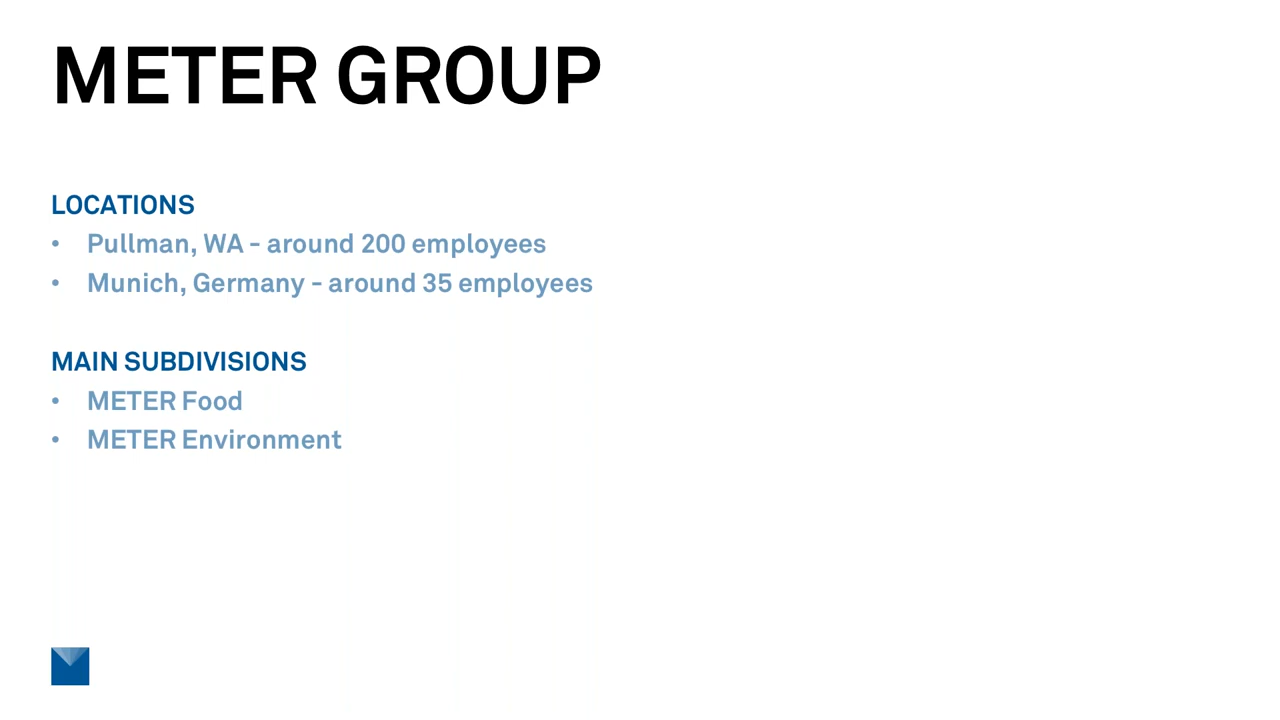 METER GROUP
LOCATIONS
• Pullman, WA - around 200 employees
• Munich, Germany - around 35 employees
MAIN SUBDIVISIONS
• METER Food
• METER Environment